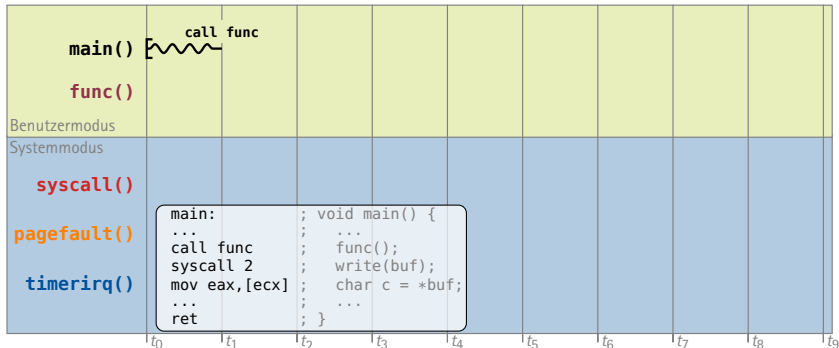 call func
main()
func()
Benutzermodus
Systemmodus
syscall()
pagefault()
timerirq()
main: ; void main() {
... ; ...
call func ; func();
syscall 2 ; write(buf);
mov eax,[ecx] ; char c = *buf;
... ; ...
ret ; }
t0 t1 t2 t3 t4 t5 t6 t7 t8 t9